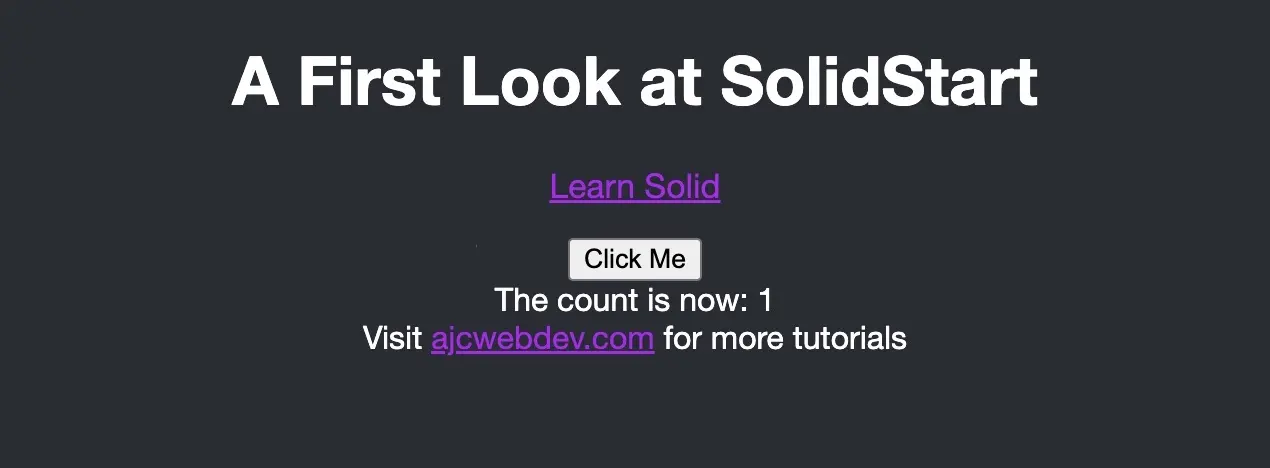 A First Look at SolidStart
Learn Solid
Click Me
The count is now: 1
Visit ajcwebdev.com for more tutorials